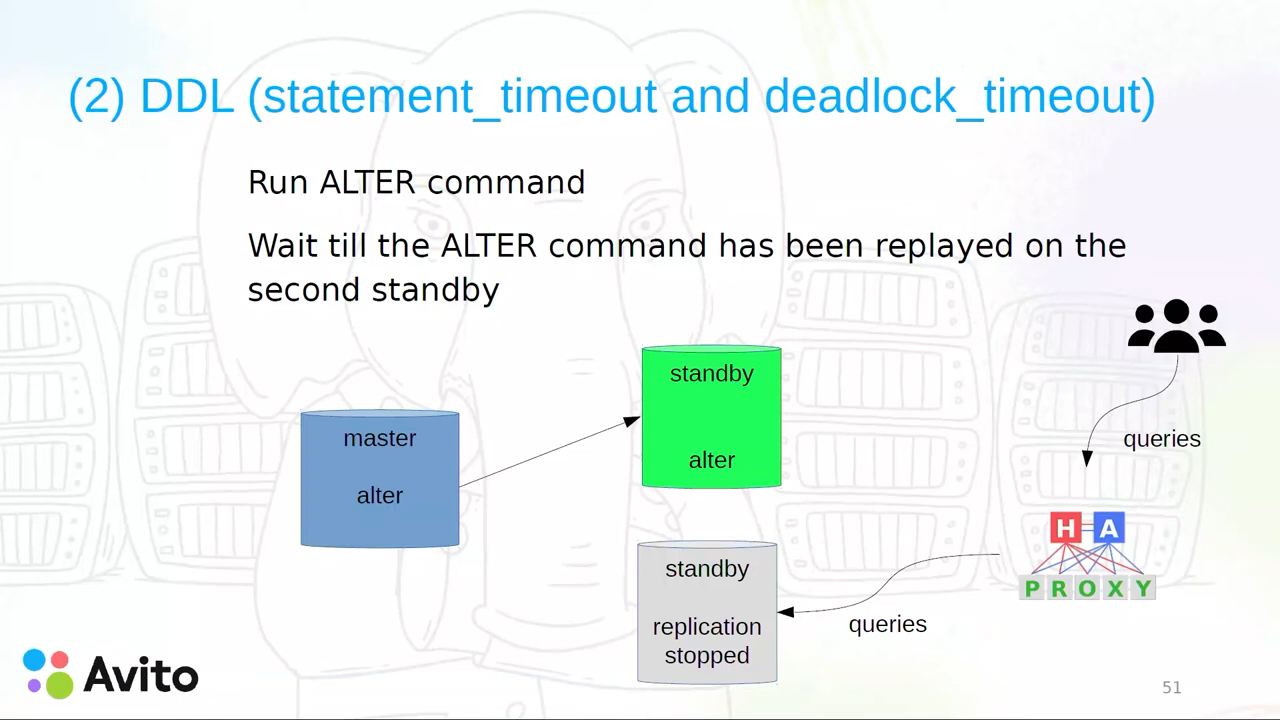 (2) DDL (statement_timeout and deadlock_timeout)
Run ALTER command
Wait till the ALTER command has been replayed on the
second standby
standby
alter
master
alter
queries
H A
PROXY
standby
replication
stopped
queries
Avito
51